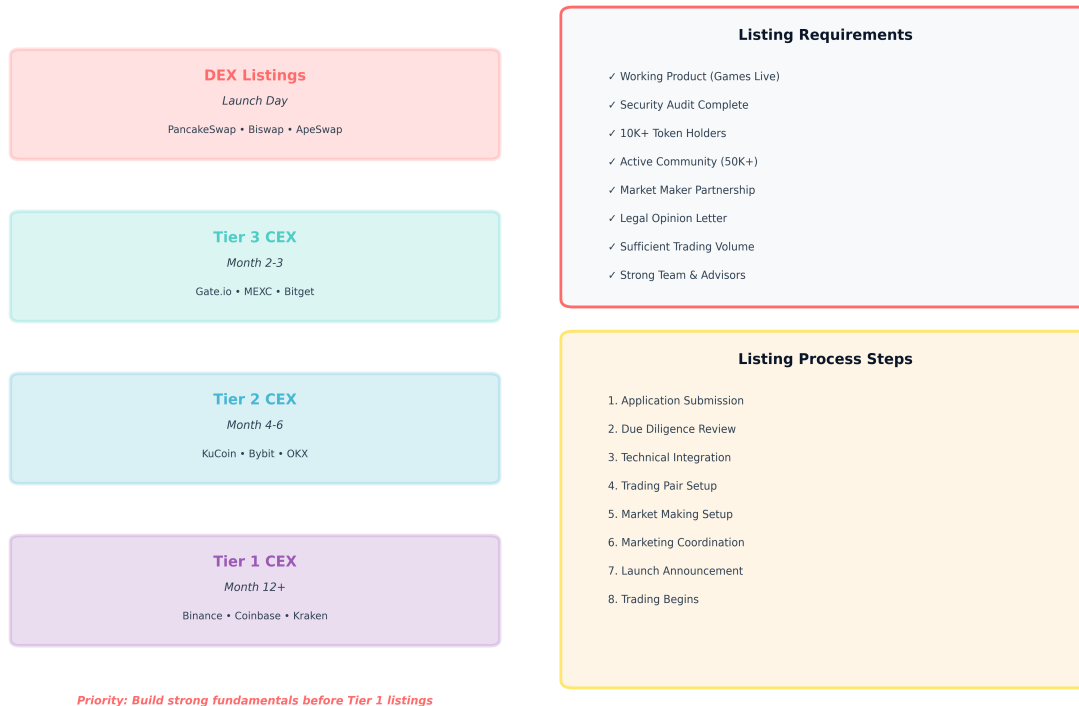 DEX Listings
Launch Day
PancakeSwap • Biswap • ApeSwap
Tier 3 CEX
Month 2-3
Gate.io • MEXC • Bitget
Tier 2 CEX
Month 4-6
KuCoin • Bybit • OKX
Tier 1 CEX
Month 12+
Binance • Coinbase • Kraken
Priority: Build strong fundamentals before Tier 1 listings
Listing Requirements
✓ Working Product (Games Live)
✓ Security Audit Complete
✓ 10K+ Token Holders
✓ Active Community (50K+)
✓ Market Maker Partnership
✓ Legal Opinion Letter
✓ Sufficient Trading Volume
✓ Strong Team & Advisors
Listing Process Steps
1. Application Submission
2. Due Diligence Review
3. Technical Integration
4. Trading Pair Setup
5. Market Making Setup
6. Marketing Coordination
7. Launch Announcement
8. Trading Begins